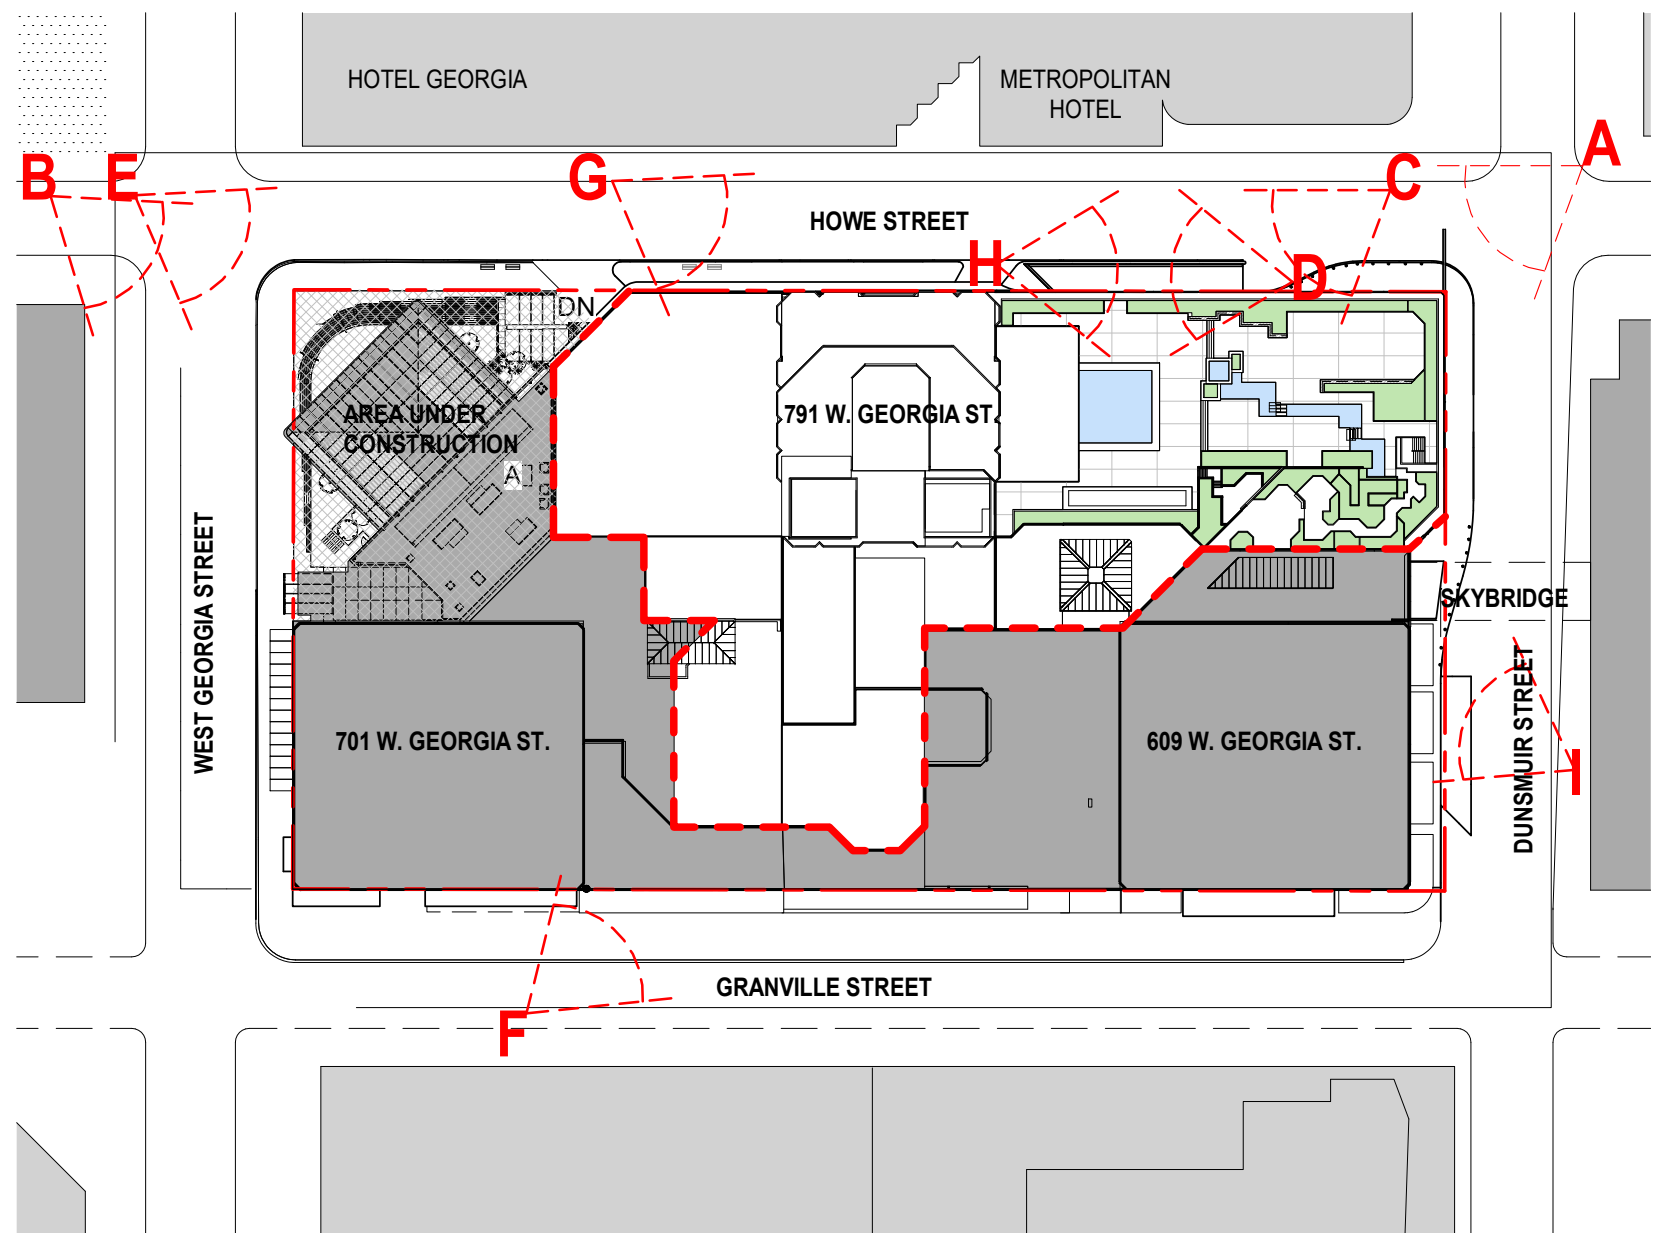 HOTEL GEORGIA
METROPOLITAN
HOTEL
A
B
E
G
C
HOWE STREET
H
D
DN
AREA UNDER
CONSTRUCTION
791 W. GEORGIA ST.
A
WEST GEORGIA STREET
SKYBRIDGE
DUNSMUIR STREET
701 W. GEORGIA ST.
609 W. GEORGIA ST.
I
GRANVILLE STREET
F